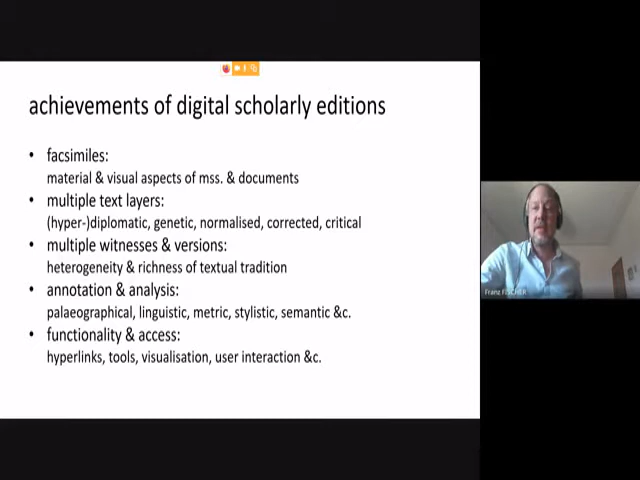 achievements of digital scholarly editions
• facsimiles:
material & visual aspects of mss. & documents
• multiple text layers:
(hyper-)diplomatic, genetic, normalised, corrected, critical
• multiple witnesses & versions:
heterogeneity & richness of textual tradition
• annotation & analysis:
palaeographical, linguistic, metric, stylistic, semantic &c.
• functionality & access:
hyperlinks, tools, visualisation, user interaction &c.
Franz FISCHER